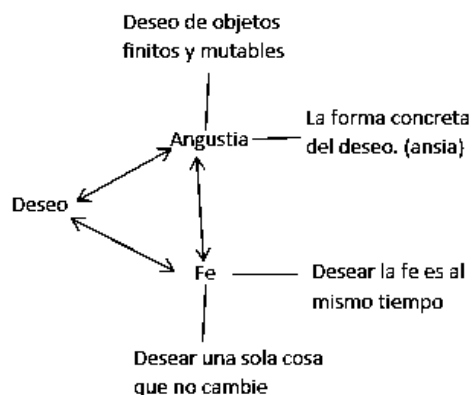 Deseo de objetos
finitos y mutables
Angustia
La forma concreta
del deseo. (ansia)
Deseo
Fe
Desear la fe es al
mismo tiempo
Desear una sola cosa
que no cambie